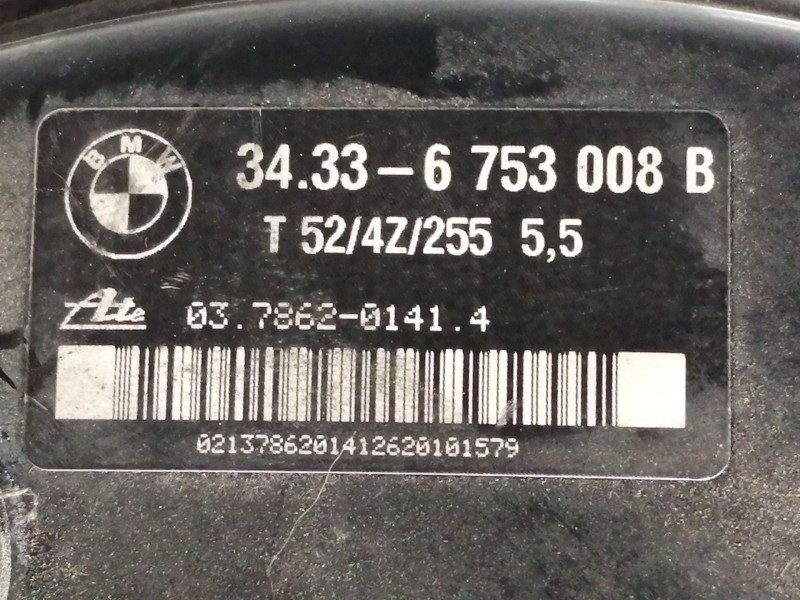 BMW
34.33-6 753 008 B
T 52/4Z/255 5,5
Ate 03.7862-0141.4
0213786201412620101579